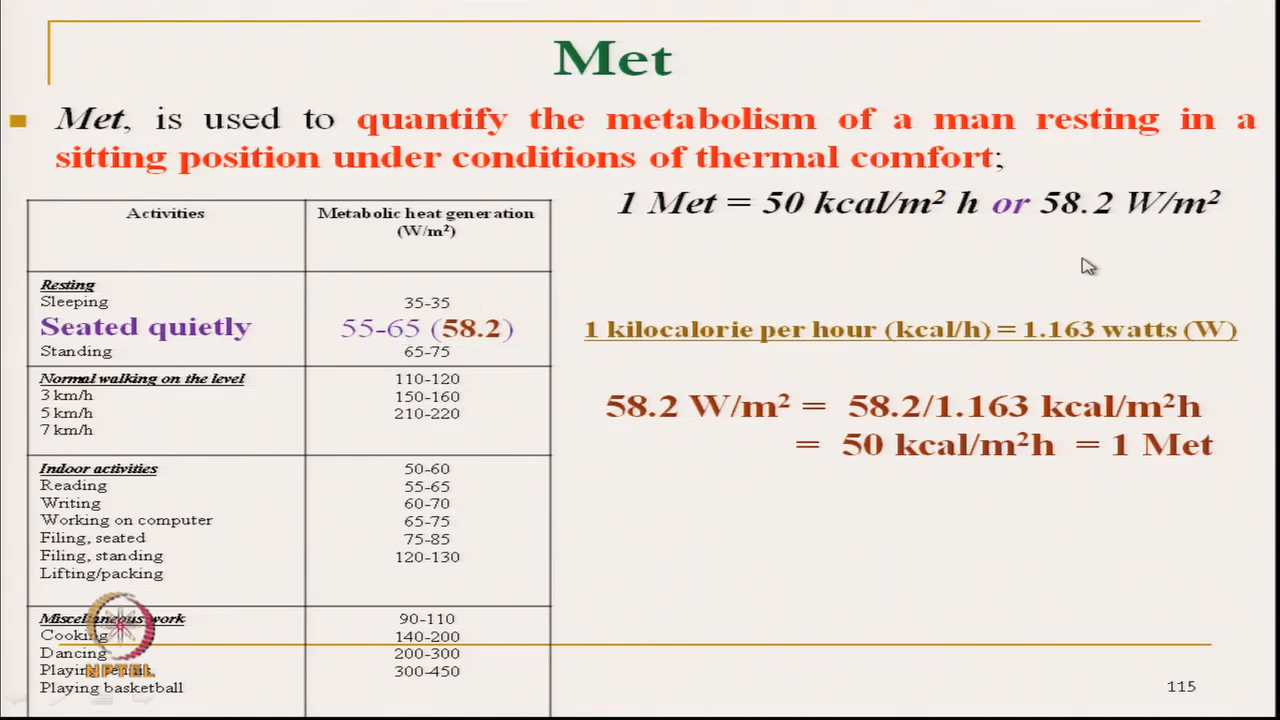 Met
Met, is used to quantify the metabolism of a man resting in a
sitting position under conditions of thermal comfort;
1 Met = 50 kcal/m² h or 58.2 W/m²
Activities Metabolic heat generation
(W/m²)
Resting
Sleeping 35-35
Seated quietly 55-65 (58.2)
Standing 65-75
Normal walking on the level 110-120
3 km/h 150-160
5 km/h 210-220
7 km/h
Indoor activities 50-60
Reading 55-65
Writing 60-70
Working on computer 65-75
Filing, seated 75-85
Filing, standing 120-130
Lifting/packing
Miscellaneous work 90-110
Cooking 140-200
Dancing 200-300
Playing tennis 300-450
Playing basketball
1 kilocalorie per hour (kcal/h) = 1.163 watts (W)
58.2 W/m² = 58.2/1.163 kcal/m²h
= 50 kcal/m²h = 1 Met
NPTEL
115